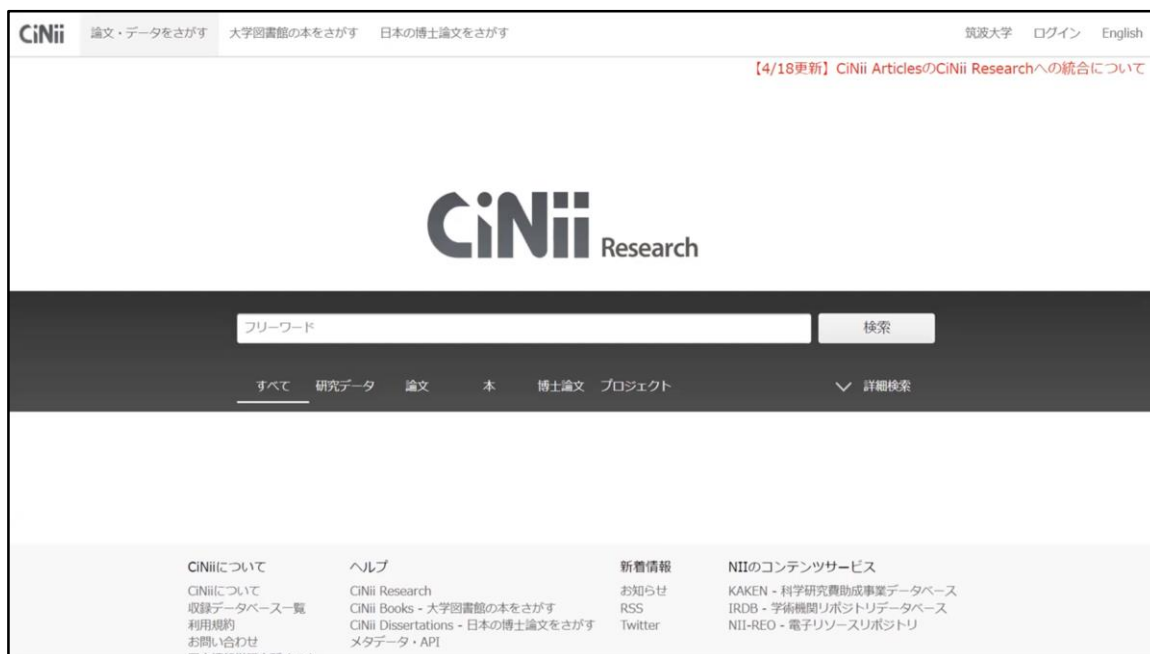 CiNii 論文・データをさがす 大学図書館の本をさがす 日本の博士論文をさがす 筑波大学 ログイン English
【4/18更新】CiNii ArticlesのCiNii Researchへの統合について
CiNii Research
フリーワード 検索
すべて 研究データ 論文 本 博士論文 プロジェクト 詳細検索
CiNiiについて ヘルプ 新着情報 NIIのコンテンツサービス
CiNiiについて CiNii Research お知らせ KAKEN - 科学研究費助成事業データベース
収録データベース一覧 CiNii Books - 大学図書館の本をさがす RSS IRDB - 学術機関リポジトリデータベース
利用規約 CiNii Dissertations - 日本の博士論文をさがす Twitter NII-REO - 電子リソースリポジトリ
お問い合わせ メタデータ・API